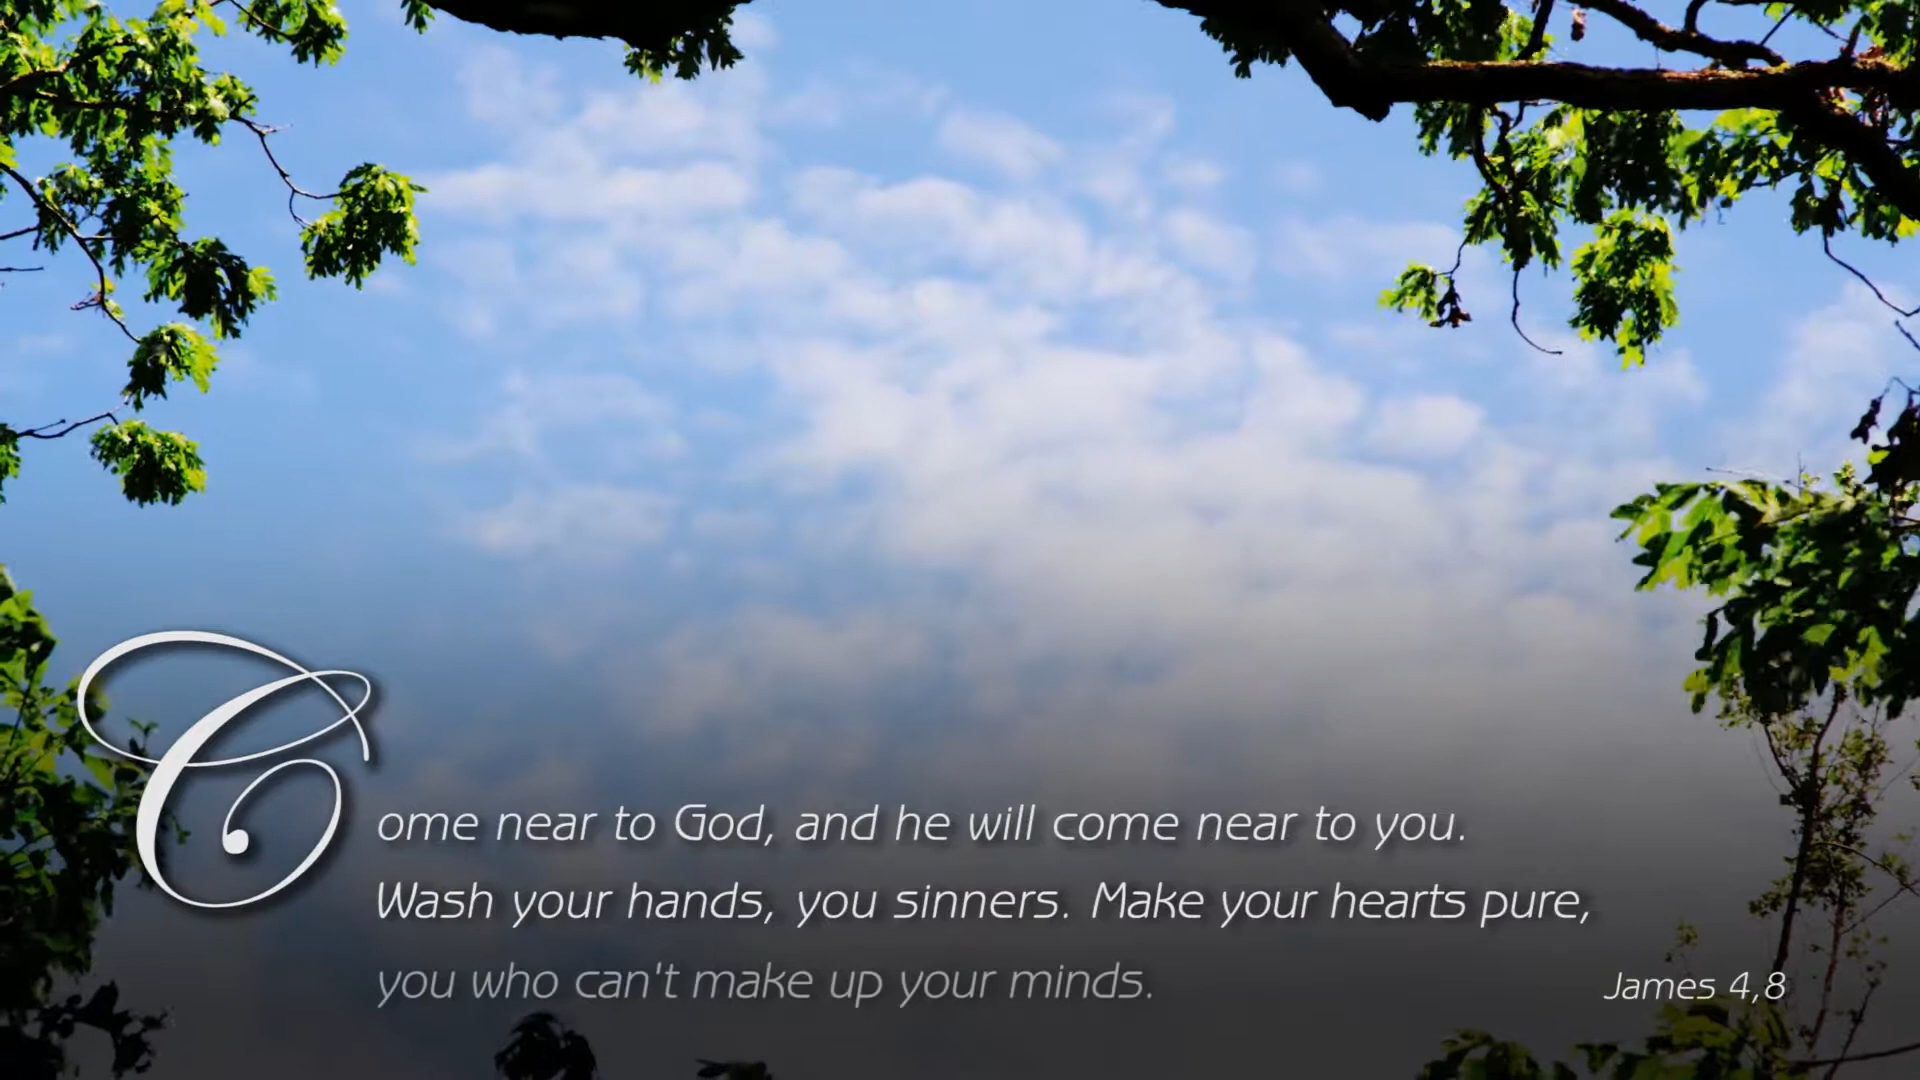 Come near to God, and he will come near to you.
Wash your hands, you sinners. Make your hearts pure,
you who can't make up your minds.
James 4,8